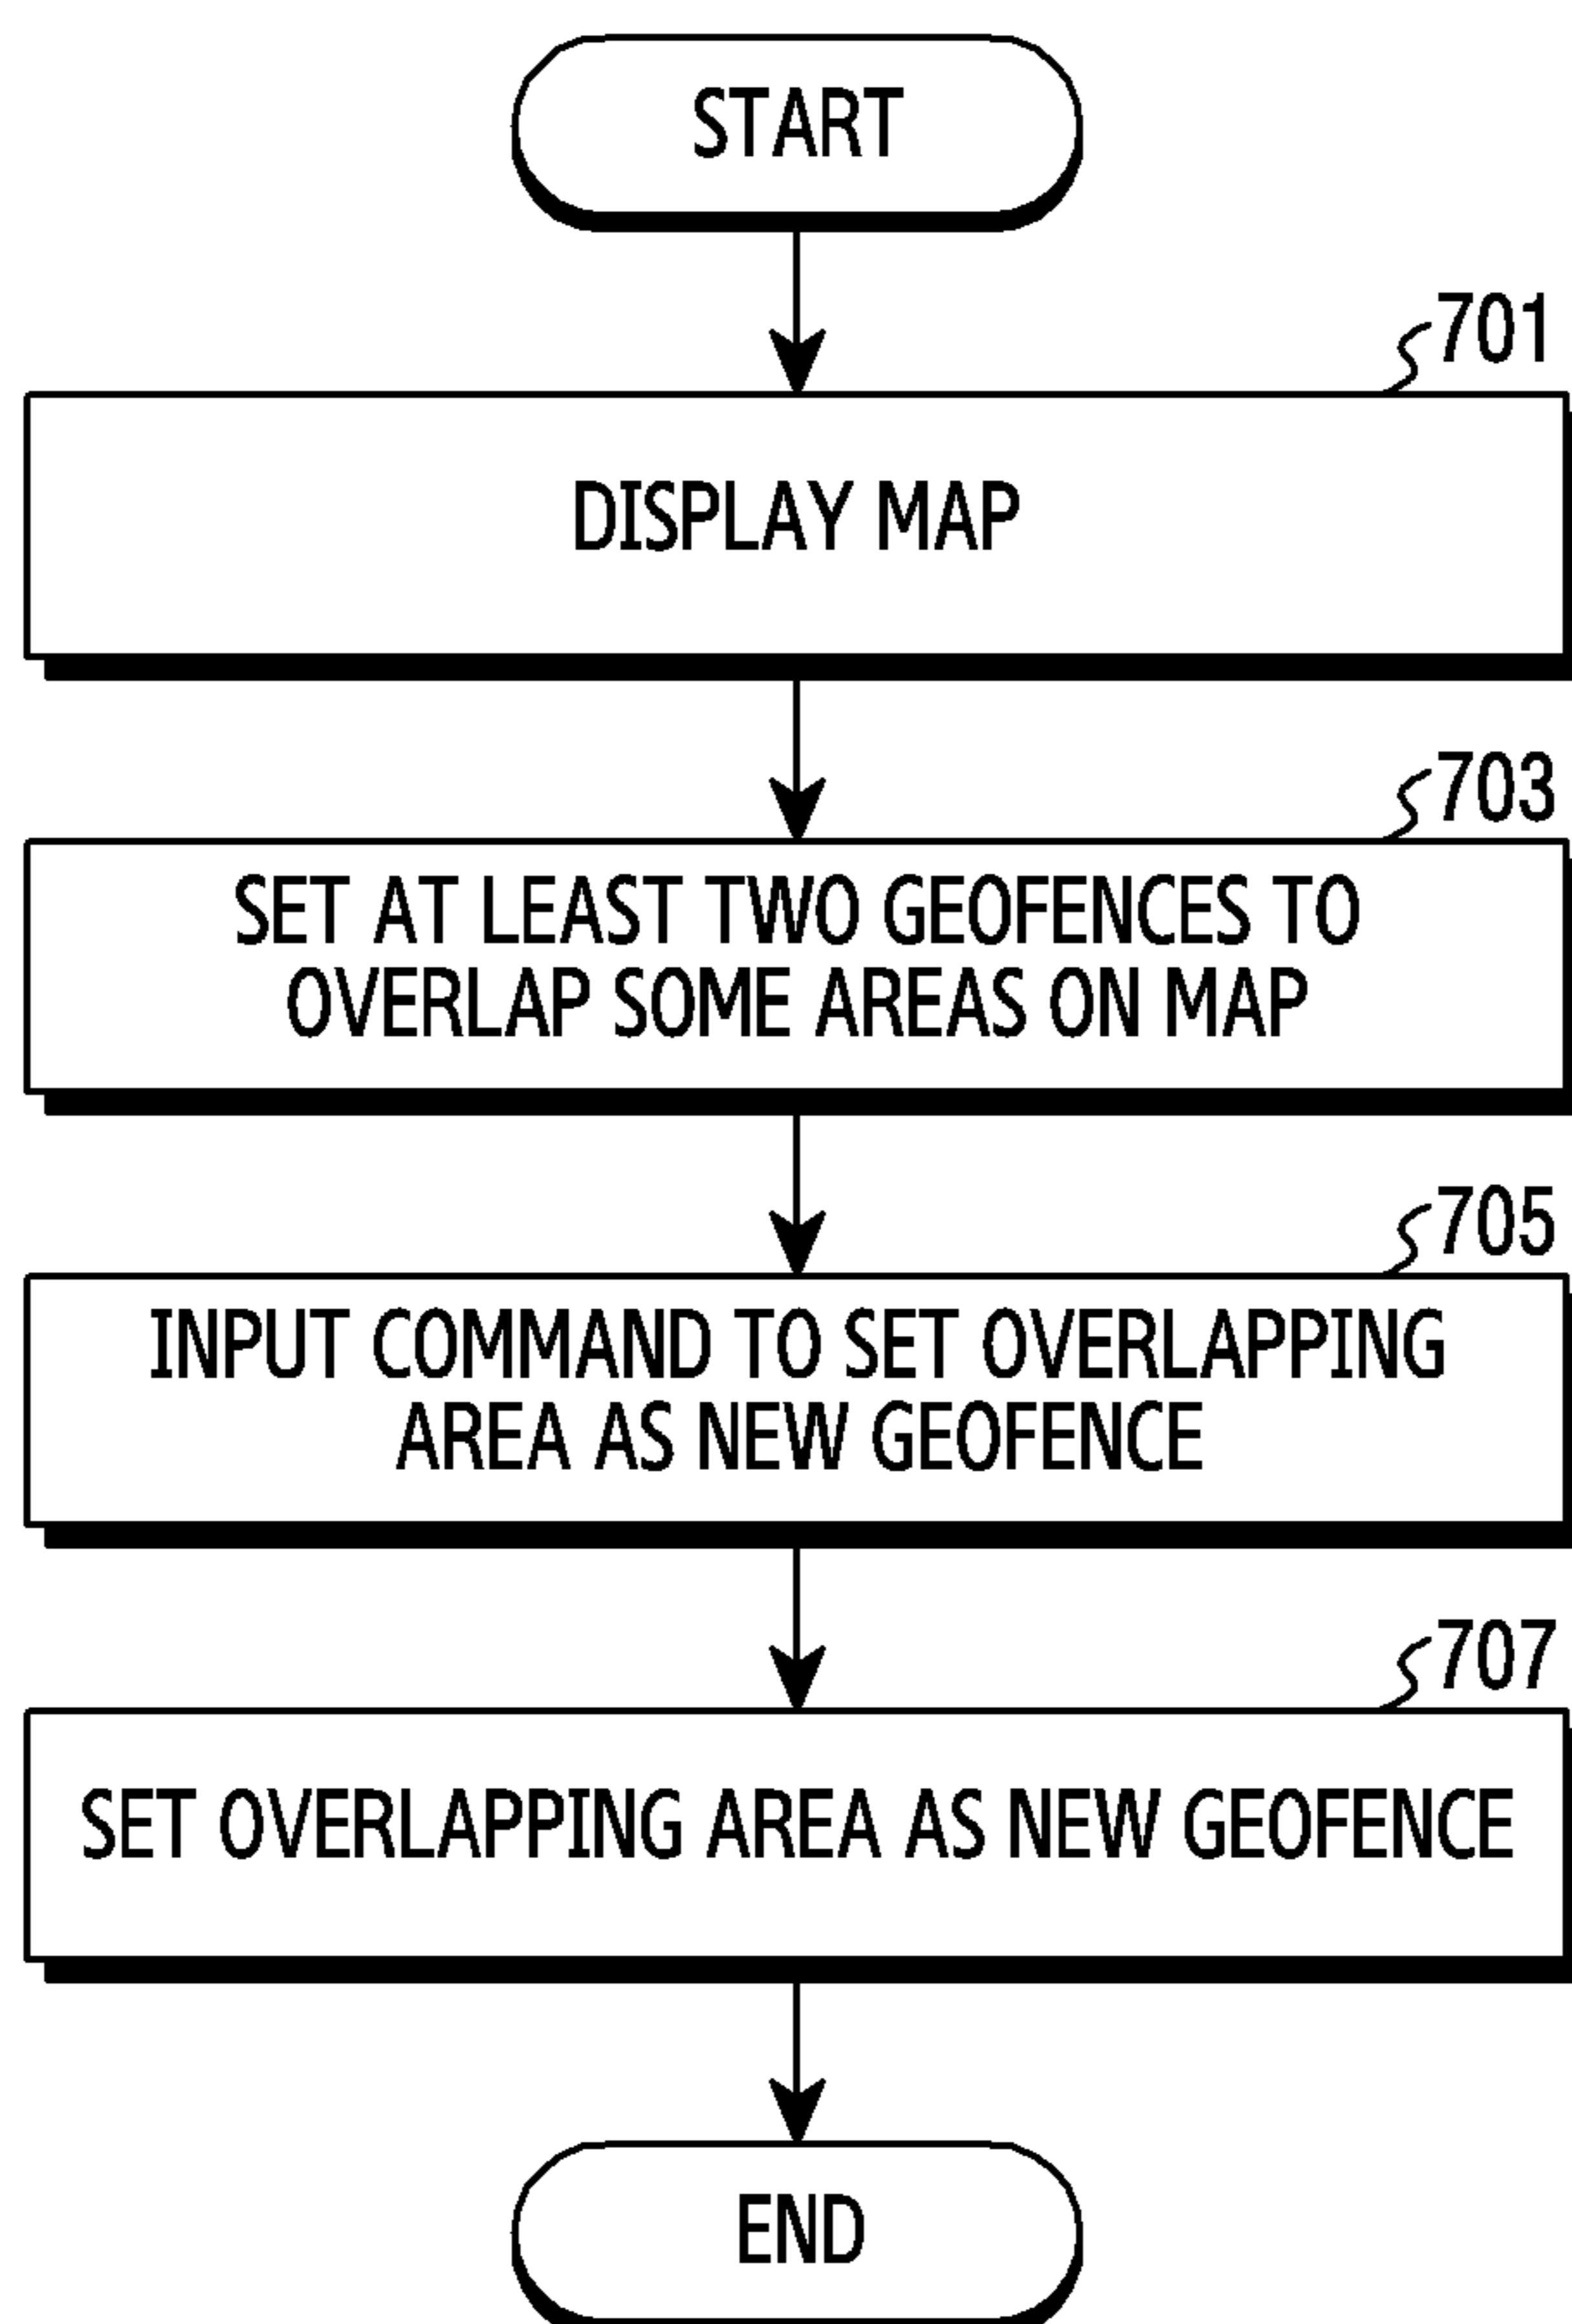 START
701
DISPLAY MAP
703
SET AT LEAST TWO GEOFENCES TO
OVERLAP SOME AREAS ON MAP
705
INPUT COMMAND TO SET OVERLAPPING
AREA AS NEW GEOFENCE
707
SET OVERLAPPING AREA AS NEW GEOFENCE
END